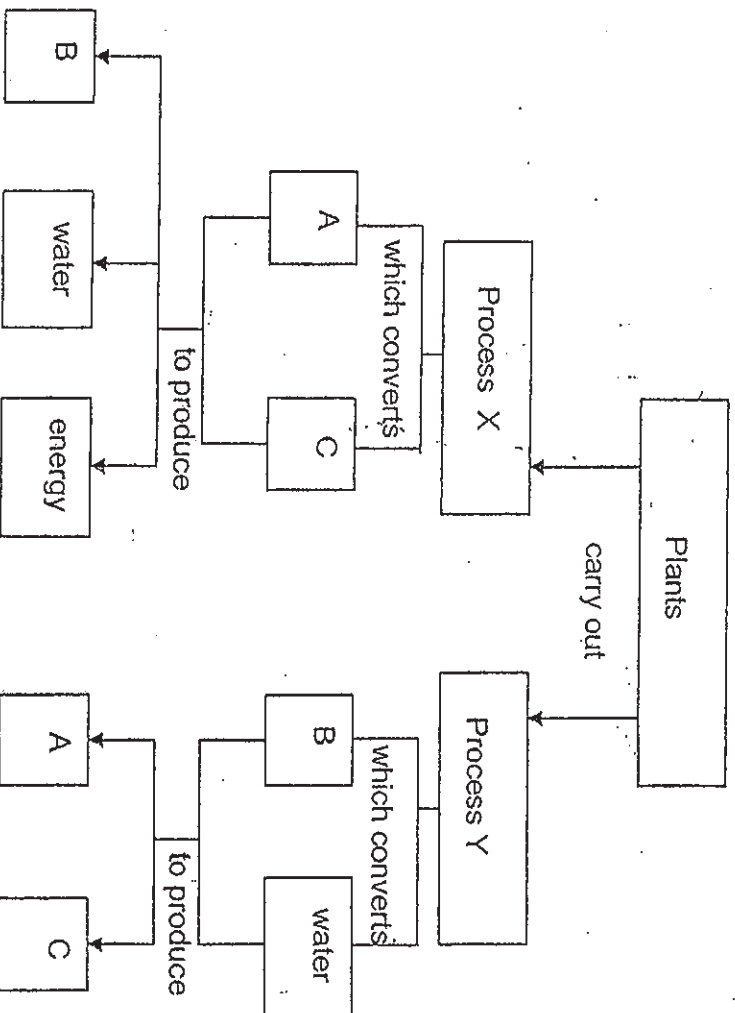 Plants
carry out
Process X
Process Y
which converts
which converts
A
C
B
water
to produce
to produce
B
water
energy
A
C